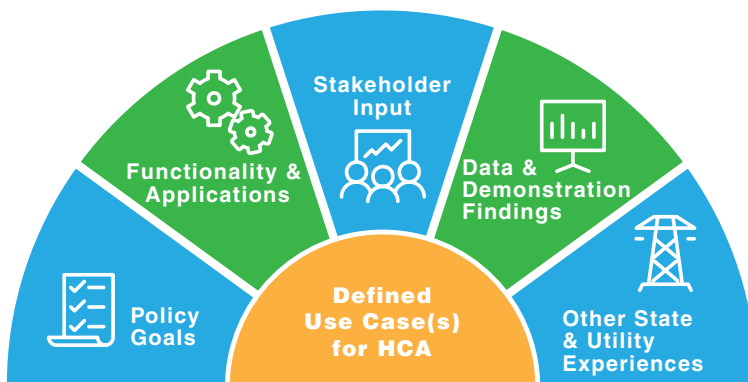 Policy
Goals
Functionality &
Applications
Stakeholder
Input
Data &
Demonstration
Findings
Other State
& Utility
Experiences
Defined
Use Case(s)
for HCA